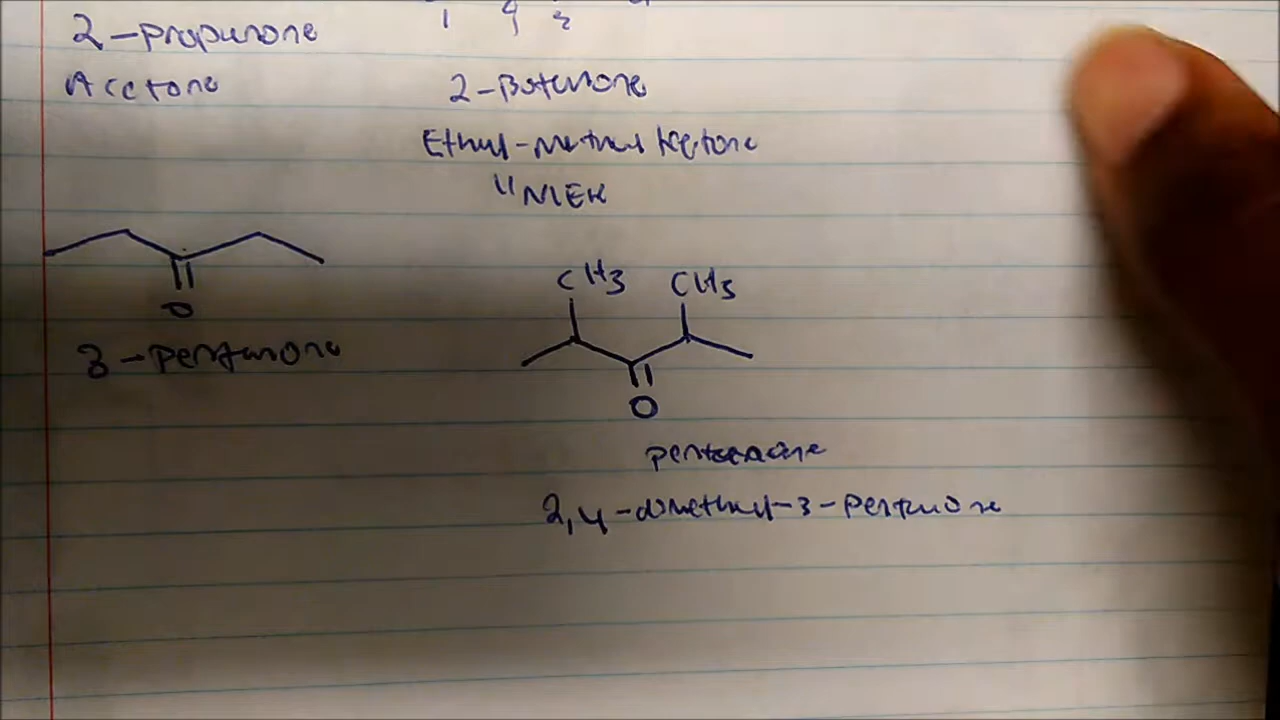 2-propanone
Acetone
2-Butanone
Ethyl-methyl ketone
"MEK
O
3-pentanone
CH3 CH3
O
2,4-dimethyl-3-pentanone